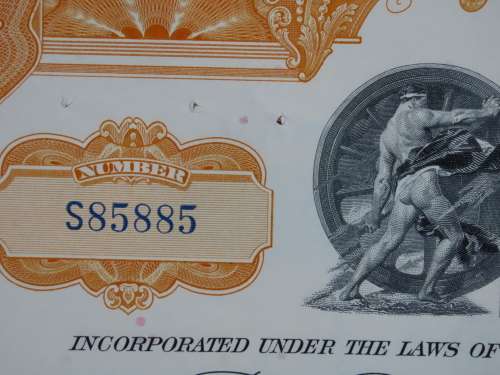 NUMBER
S85885
INCORPORATED UNDER THE LAWS OF